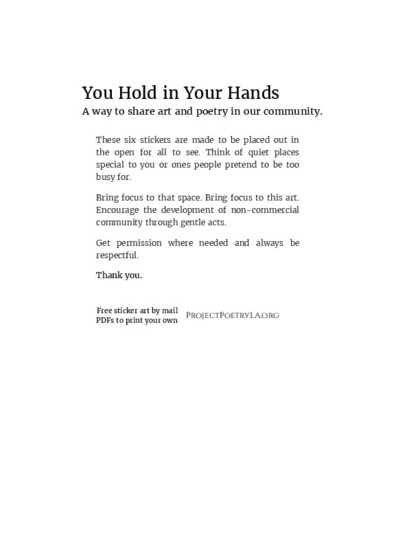 You Hold in Your Hands
A way to share art and poetry in our community.
These six stickers are made to be placed out in
the open for all to see. Think of quiet places
special to you or ones people pretend to be too
busy for.
Bring focus to that space. Bring focus to this art.
Encourage the development of non-commercial
community through gentle acts.
Get permission where needed and always be
respectful.
Thank you.
Free sticker art by mail
PDFs to print your own
ProjectPoetryLA.org